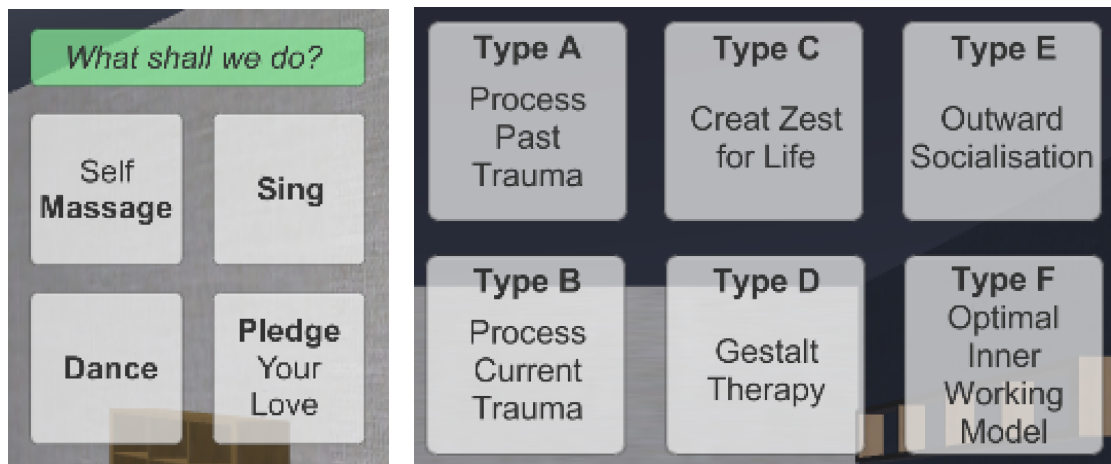 What shall we do?
Self
Massage
Sing
Dance
Pledge
Your
Love
Type A
Process
Past
Trauma
Type C
Creat Zest
for Life
Type E
Outward
Socialisation
Type B
Process
Current
Trauma
Type D
Gestalt
Therapy
Type F
Optimal
Inner
Working
Model